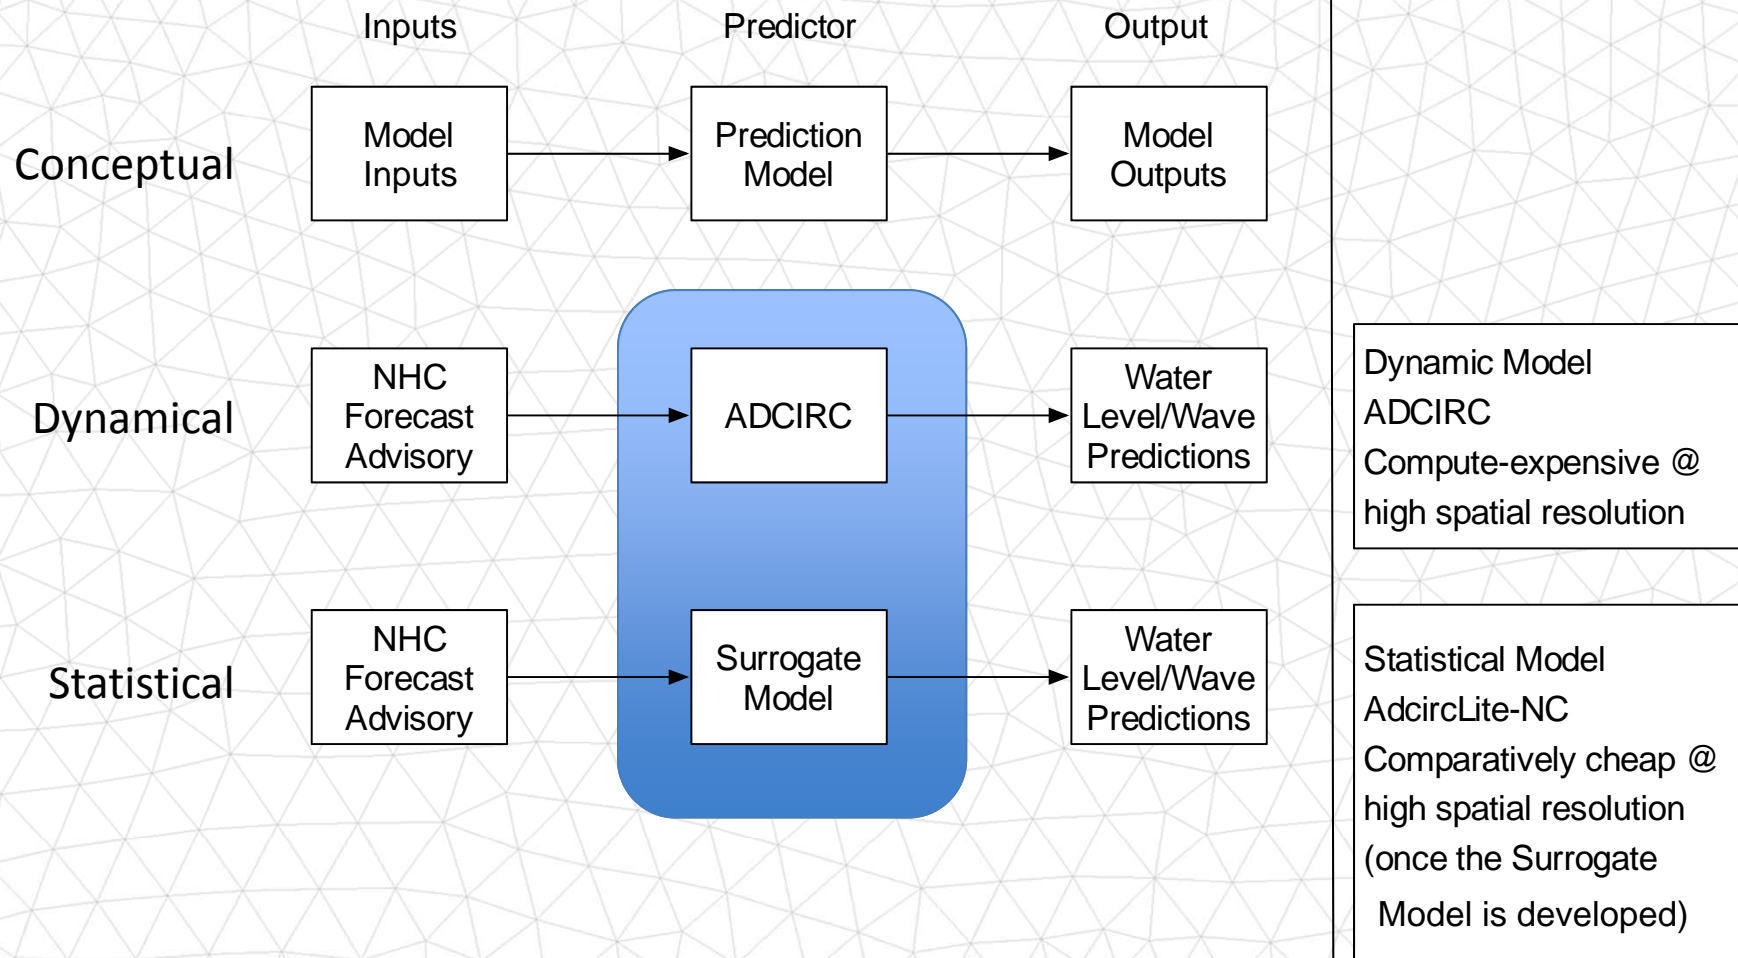 Inputs
Predictor
Output
Conceptual
Model
Inputs
Prediction
Model
Model
Outputs
Dynamical
NHC
Forecast
Advisory
ADCIRC
Water
Level/Wave
Predictions
Dynamic Model
ADCIRC
Compute-expensive @
high spatial resolution
Statistical
NHC
Forecast
Advisory
Surrogate
Model
Water
Level/Wave
Predictions
Statistical Model
AdcircLite-NC
Comparatively cheap @
high spatial resolution
(once the Surrogate
Model is developed)